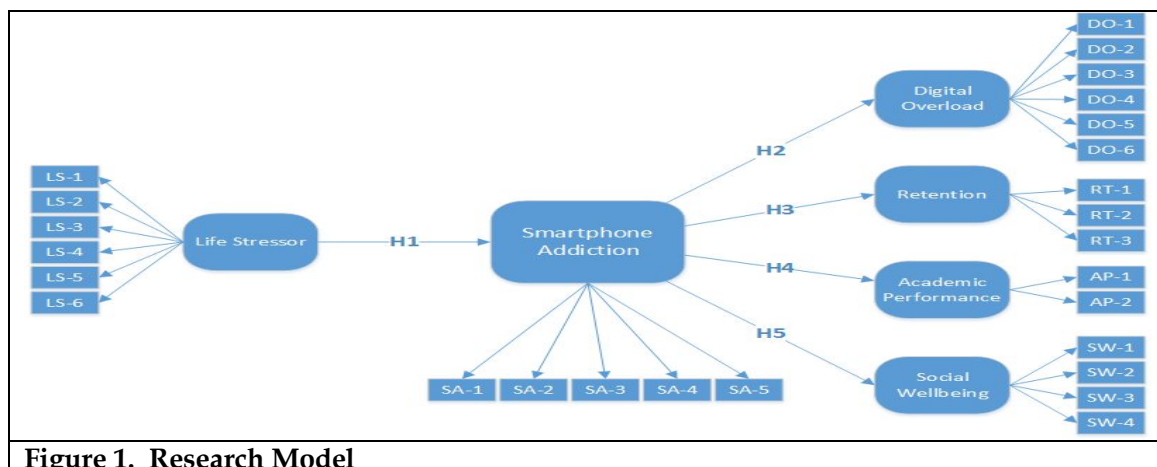 DO-1
DO-2
DO-3
DO-4
DO-5
DO-6
Digital
Overload
H2
LS-1
LS-2
LS-3
LS-4
LS-5
LS-6
Life Stressor
H1
Smartphone
Addiction
H3
Retention
RT-1
RT-2
RT-3
H4
Academic
Performance
AP-1
AP-2
H5
SA-1
SA-2
SA-3
SA-4
SA-5
Social
Wellbeing
SW-1
SW-2
SW-3
SW-4
Figure 1. Research Model